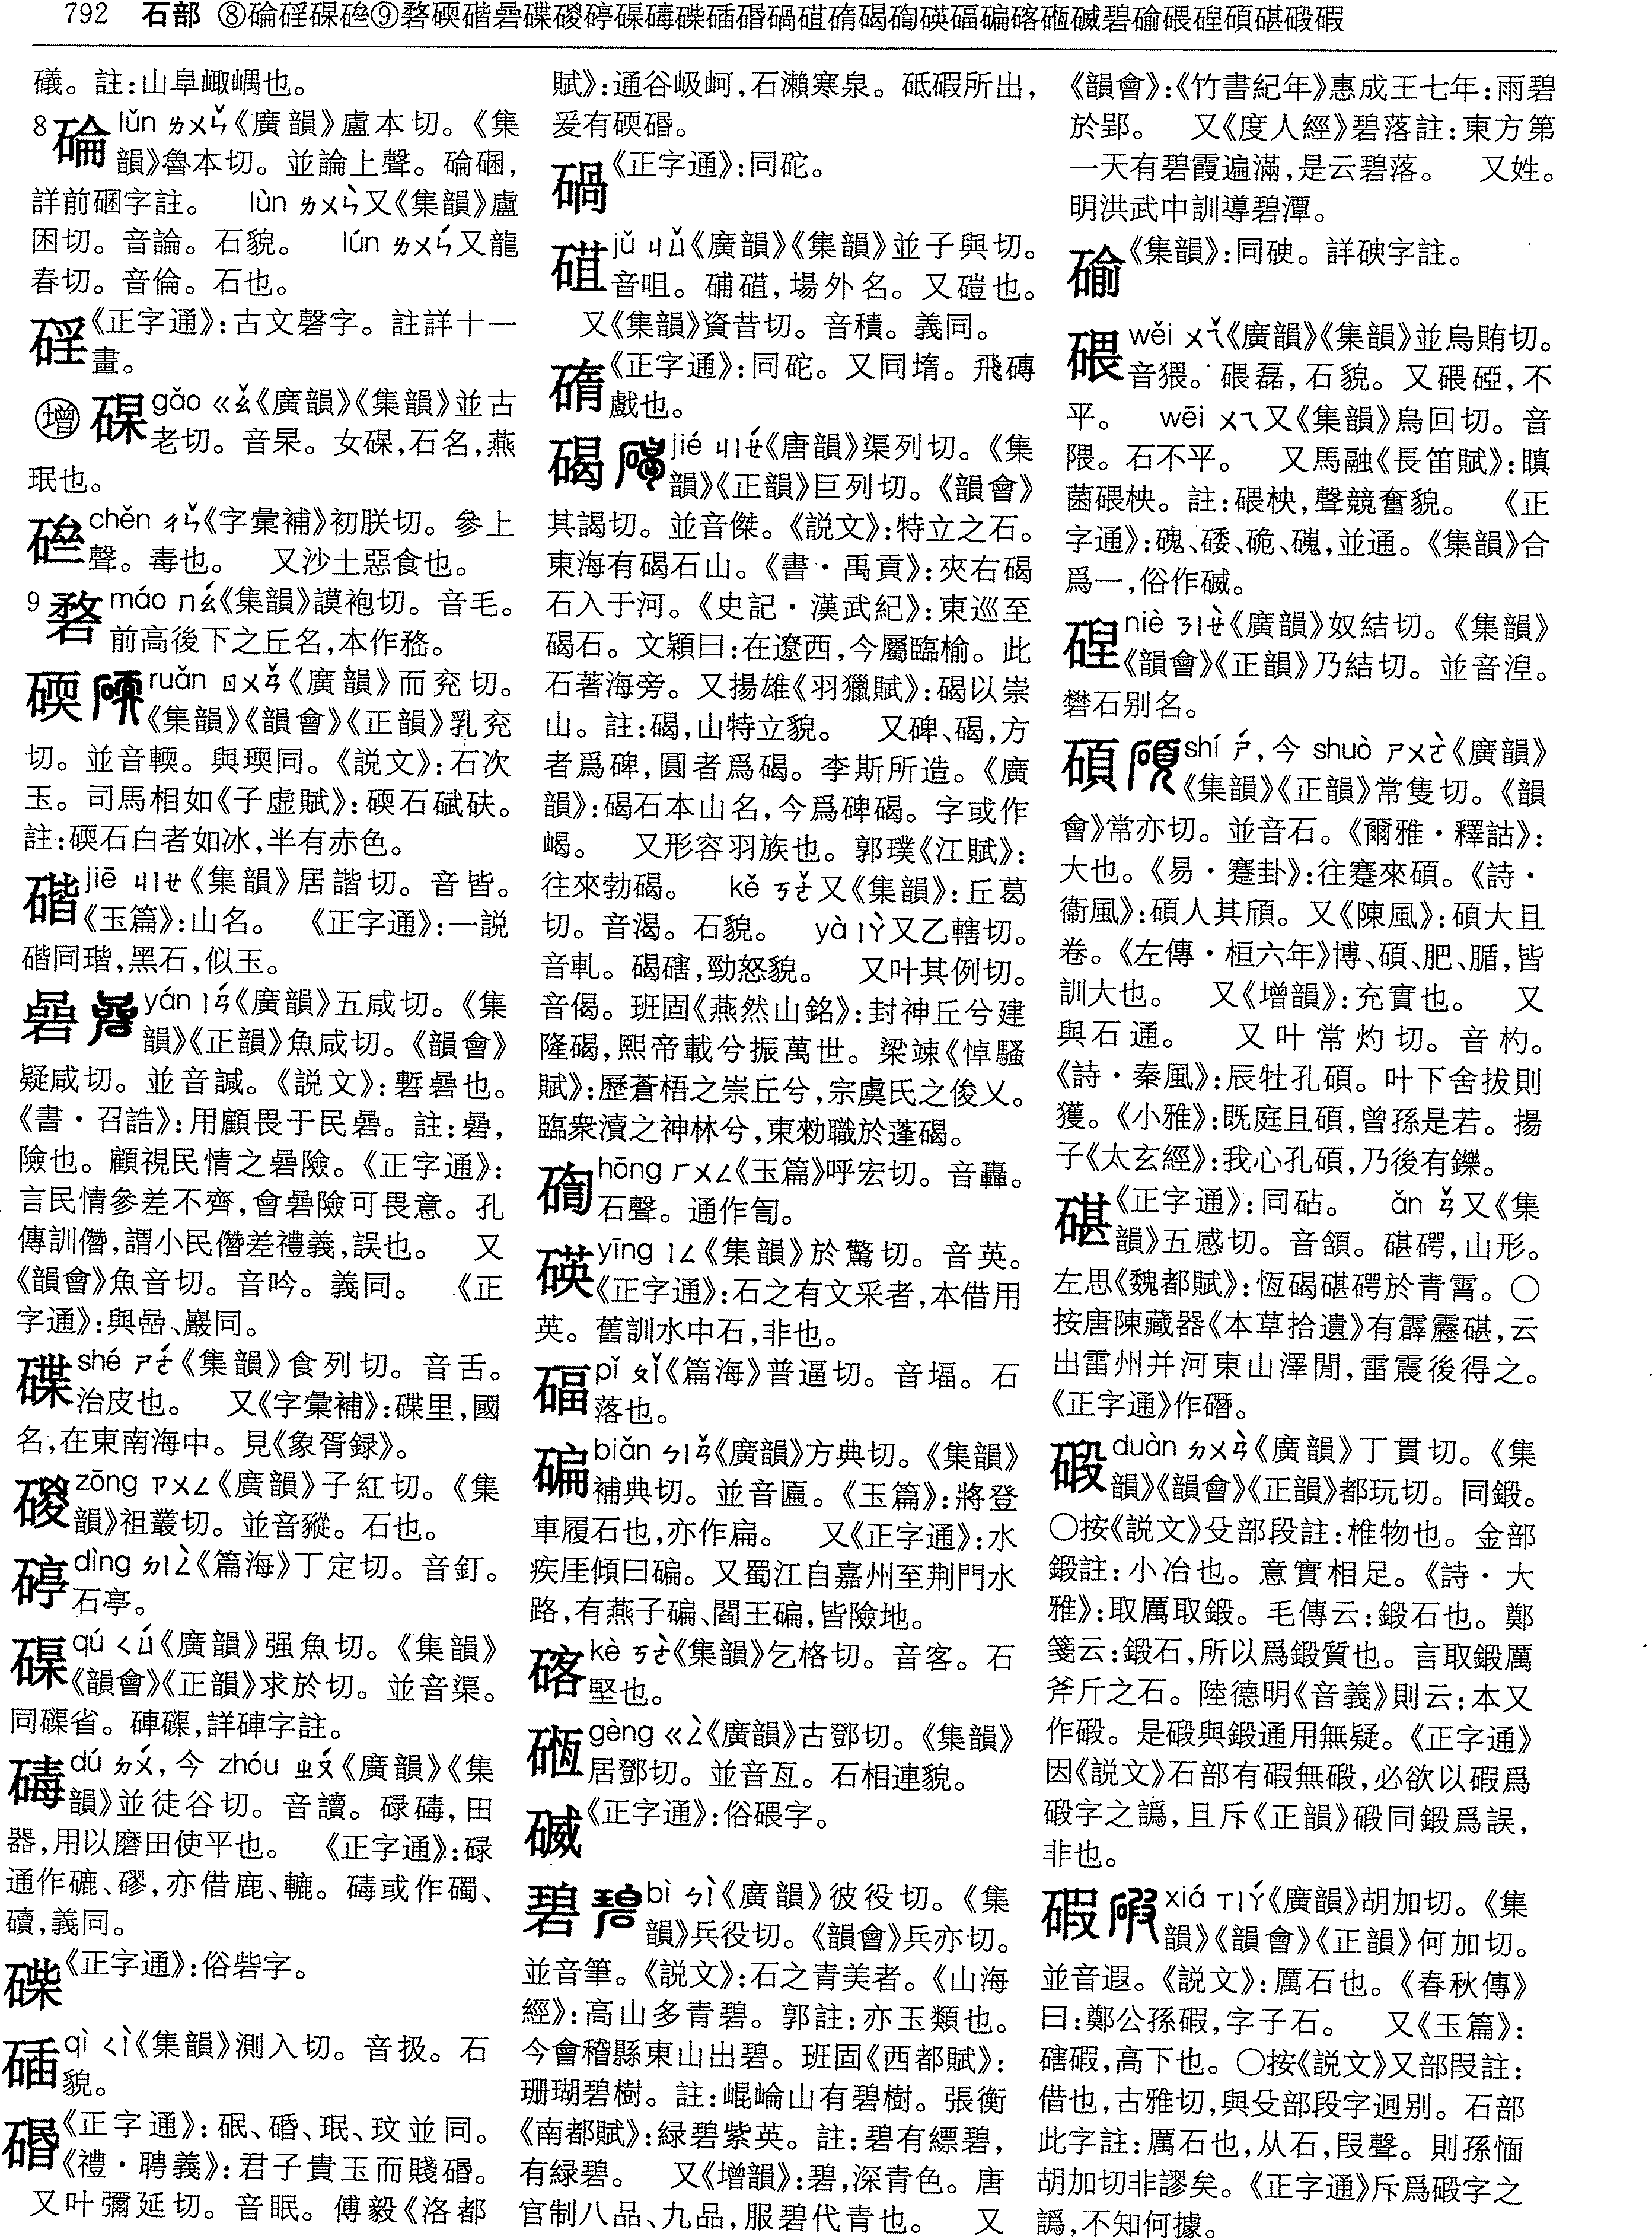 792 石部 ⑧碖硻䂺硶⑨䂾碝碏碞碟碐碠磲碡磼䂾碈碢䃊碢碣䂫碤碢碥碦䃉碱碧碖碨䂼碩碪碫碬
礒。註:山阜㠂嵎也。
8碖 lǔn ㄌㄨㄣˇ《廣韻》盧本切。《集
韻》魯本切。並論上聲。碖硱,
詳前硱字註。 lùn ㄌㄨㄣˋ又《集韻》盧
困切。音論。石貌。 lún ㄌㄨㄣˊ又龍
春切。音倫。石也。
硻《正字通》:古文磬字。註詳十一
畫。
增 gǎo ㄍㄠˇ《廣韻》《集韻》並古
老切。音杲。女,石名,燕
珉也。
硶 chěn ㄔㄣˇ《字彙補》初朕切。參上
聲。毒也。 又沙土惡食也。
9 máo ㄇㄠˊ《集韻》謨袍切。音毛。
前高後下之丘名,本作嵍。
碝 ruǎn ㄖㄨㄢˇ《廣韻》而兖切。
《集韻》《韻會》《正韻》乳兖
切。並音輭。與瑌同。《説文》:石次
玉。司馬相如《子虛賦》:碝石碔砆。
註:碝石白者如冰,半有赤色。
碏 jiē ㄐㄧㄝ《集韻》居諧切。音皆。
《玉篇》:山名。 《正字通》:一説
同瑎,黑石,似玉。
碞 yán ㄧㄢˊ《廣韻》五咸切。《集
韻》《正韻》魚咸切。《韻會》
疑咸切。並音諴。《説文》:㬥碞也。
《書·召誥》:用顧畏于民碞。註:碞,
險也。顧視民情之碞險。《正字通》:
言民情參差不齊,會碞險可畏意。孔
傳訓僭,謂小民僭差禮義,誤也。 又
《韻會》魚音切。音吟。義同。 《正
字通》:與嵒、巖同。
碟 shé ㄕㄜˊ《集韻》食列切。音舌。
治皮也。 又《字彙補》:碟里,國
名,在東南海中。見《象胥録》。
磫 zōng ㄗㄨㄥ《廣韻》子紅切。《集
韻》祖叢切。並音豵。石也。
碠 dìng ㄉㄧㄥˋ《篇海》丁定切。音釘。
石亭。
磲 qú ㄑㄩˊ《廣韻》强魚切。《集韻》
《韻會》《正韻》求於切。並音渠。
同磲省。硨磲,詳硨字註。
碡 dú ㄉㄨˊ,今 zhóu ㄓㄡˊ《廣韻》《集
韻》並徒谷切。音讀。碌碡,田
器,用以磨田使平也。 《正字通》:碌
通作磟、磟,亦借鹿、轆。碡或作䃤、
䃪,義同。
《正字通》:俗砦字。
qì ㄑㄧˋ《集韻》測入切。音扱。石
貌。
碈《正字通》:砇、碈、珉、玟並同。
《禮·聘義》:君子貴玉而賤碈。
又叶彌延切。音眠。傅毅《洛都
賦》:通谷岋岢,石瀨寒泉。砥碬所出,
爰有碝碈。
碢《正字通》:同砣。
jǔ ㄐㄩˇ《廣韻》《集韻》並子與切。
音咀。䂽,場外名。又磑也。
又《集韻》資昔切。音積。義同。
《正字通》:同砣。又同墮。飛磚
戲也。
碣 jié ㄐㄧㄝˊ《唐韻》渠列切。《集
韻》《正韻》巨列切。《韻會》
其謁切。並音傑。《説文》:特立之石。
東海有碣石山。《書·禹貢》:夾右碣
石入于河。《史記·漢武紀》:東巡至
碣石。文穎曰:在遼西,今屬臨榆。此
石著海旁。又揚雄《羽獵賦》:碣以崇
山。註:碣,山特立貌。 又碑、碣,方
者爲碑,圓者爲碣。李斯所造。《廣
韻》:碣石本山名,今爲碑碣。字或作
嵑。 又形容羽族也。郭璞《江賦》:
往來勃碣。 kě ㄎㄜˇ又《集韻》:丘葛
切。音渴。石貌。 yà ㄧㄚˋ又乙轄切。
音軋。碣磍,勁怒貌。 又叶其例切。
音偈。班固《燕然山銘》:封神丘兮建
隆碣,熙帝載兮振萬世。梁竦《悼騷
賦》:歷蒼梧之崇丘兮,宗虞氏之俊乂。
臨衆瀆之神林兮,東勑職於蓬碣。
hōng ㄏㄨㄥ《玉篇》呼宏切。音轟。
石聲。通作訇。
碤 yīng ㄧㄥ《集韻》於驚切。音英。
《正字通》:石之有文采者,本借用
英。舊訓水中石,非也。
pǐ ㄆㄧˇ《篇海》普逼切。音堛。石
落也。
碥 biǎn ㄅㄧㄢˇ《廣韻》方典切。《集韻》
補典切。並音匾。《玉篇》:將登
車履石也,亦作扁。 又《正字通》:水
疾厓傾曰碥。又蜀江自嘉州至荆門水
路,有燕子碥、閻王碥,皆險地。
碦 kè ㄎㄜˋ《集韻》乞格切。音客。石
堅也。
gèng ㄍㄥˋ《廣韻》古鄧切。《集韻》
居鄧切。並音亙。石相連貌。
《正字通》:俗碨字。
碧 bì ㄅㄧˋ《廣韻》彼役切。《集
韻》兵役切。《韻會》兵亦切。
並音筆。《説文》:石之青美者。《山海
經》:高山多青碧。郭註:亦玉類也。
今會稽縣東山出碧。班固《西都賦》:
珊瑚碧樹。註:崐崘山有碧樹。張衡
《南都賦》:緑碧紫英。註:碧有縹碧,
有緑碧。 又《增韻》:碧,深青色。唐
官制八品、九品,服碧代青也。 又
《韻會》:《竹書紀年》惠成王七年:雨碧
於郢。 又《度人經》碧落註:東方第
一天有碧霞遍滿,是云碧落。 又姓。
明洪武中訓導碧潭。
《集韻》:同硬。詳䂩字註。
碨 wěi ㄨㄟˇ《廣韻》《集韻》並烏賄切。
音猥。碨磊,石貌。又碨䃁,不
平。 wēi ㄨㄟ又《集韻》烏回切。音
隈。石不平。 又馬融《長笛賦》:瞋
菌碨柍。註:碨柍,聲競奮貌。 《正
字通》:磈、䂺、硊、磈,並通。《集韻》合
爲一,俗作䃬。
niè ㄋㄧㄝˋ《廣韻》奴結切。《集韻》
《韻會》《正韻》乃結切。並音涅。
礬石别名。
碩 shí ㄕˊ,今 shuò ㄕㄨㄛˋ《廣韻》
《集韻》《正韻》常隻切。《韻
會》常亦切。並音石。《爾雅·釋詁》:
大也。《易·蹇卦》:往蹇來碩。《詩·
衞風》:碩人其頎。又《陳風》:碩大且
卷。《左傳·桓六年》博、碩、肥、腯,皆
訓大也。 又《增韻》:充實也。 又
與石通。 又叶常灼切。音杓。
《詩·秦風》:辰牡孔碩。叶下舍拔則
獲。《小雅》:既庭且碩,曾孫是若。揚
子《太玄經》:我心孔碩,乃後有鑠。
碪《正字通》:同砧。 ǎn ㄢˇ又《集
韻》五感切。音頷。碪碍,山形。
左思《魏都賦》:恆碣碪㟧於青霄。○
按唐陳藏器《本草拾遺》有霹靂碪,云
出雷州并河東山澤閒,雷震後得之。
《正字通》作磹。
碫 duàn ㄉㄨㄢˋ《廣韻》丁貫切。《集
韻》《韻會》《正韻》都玩切。同鍛。
○按《説文》殳部段註:椎物也。金部
鍛註:小冶也。意實相足。《詩·大
雅》:取厲取鍛。毛傳云:鍛石也。鄭
箋云:鍛石,所以爲鍛質也。言取鍛厲
斧斤之石。陸德明《音義》則云:本又
作碫。是碫與鍛通用無疑。《正字通》
因《説文》石部有碬無碫,必欲以碬爲
碫字之譌,且斥《正韻》碫同鍛爲誤,
非也。
碬 xiá ㄒㄧㄚˊ《廣韻》胡加切。《集
韻》《韻會》《正韻》何加切。
並音遐。《説文》:厲石也。《春秋傳》
曰:鄭公孫碬,字子石。 又《玉篇》:
磍碬,高下也。○按《説文》又部叚註:
借也,古雅切,與殳部段字迥别。石部
此字註:厲石也,从石,叚聲。則孫愐
胡加切非謬矣。《正字通》斥爲碫字之
譌,不知何據。